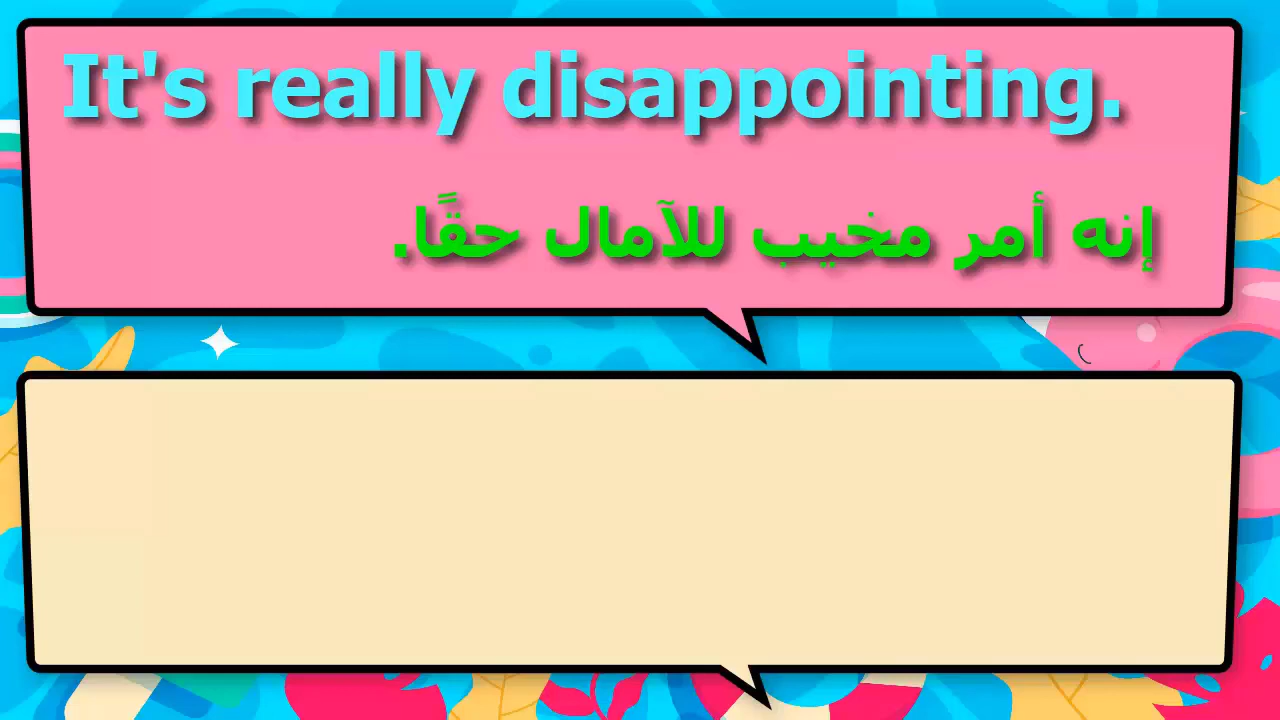 It's really disappointing.
إنه أمر مخيب للآمال حقًا.